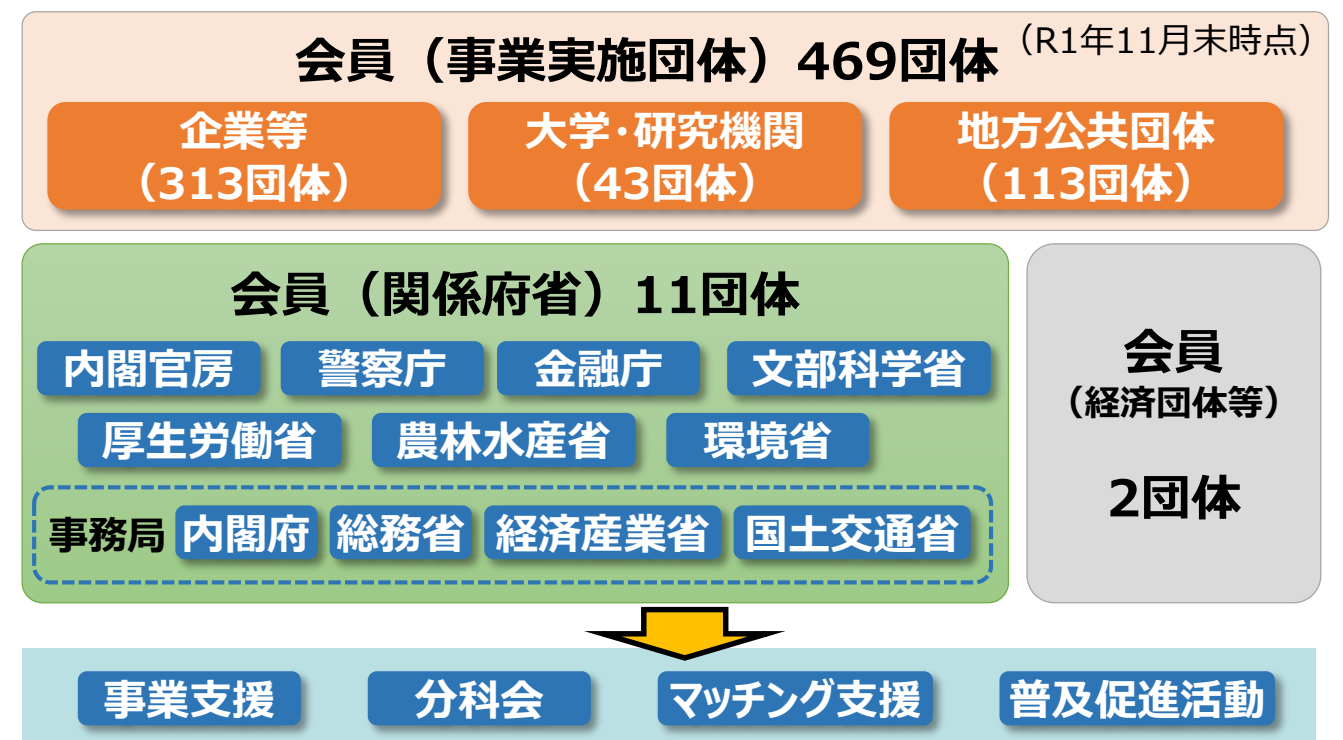 会員（事業実施団体）469団体（R1年11月末時点）
企業等
（313団体）
大学・研究機関
（43団体）
地方公共団体
（113団体）
会員（関係府省）11団体
内閣官房 警察庁 金融庁 文部科学省
厚生労働省 農林水産省 環境省
事務局 内閣府 総務省 経済産業省 国土交通省
会員
（経済団体等）
2団体
事業支援 分科会 マッチング支援 普及促進活動